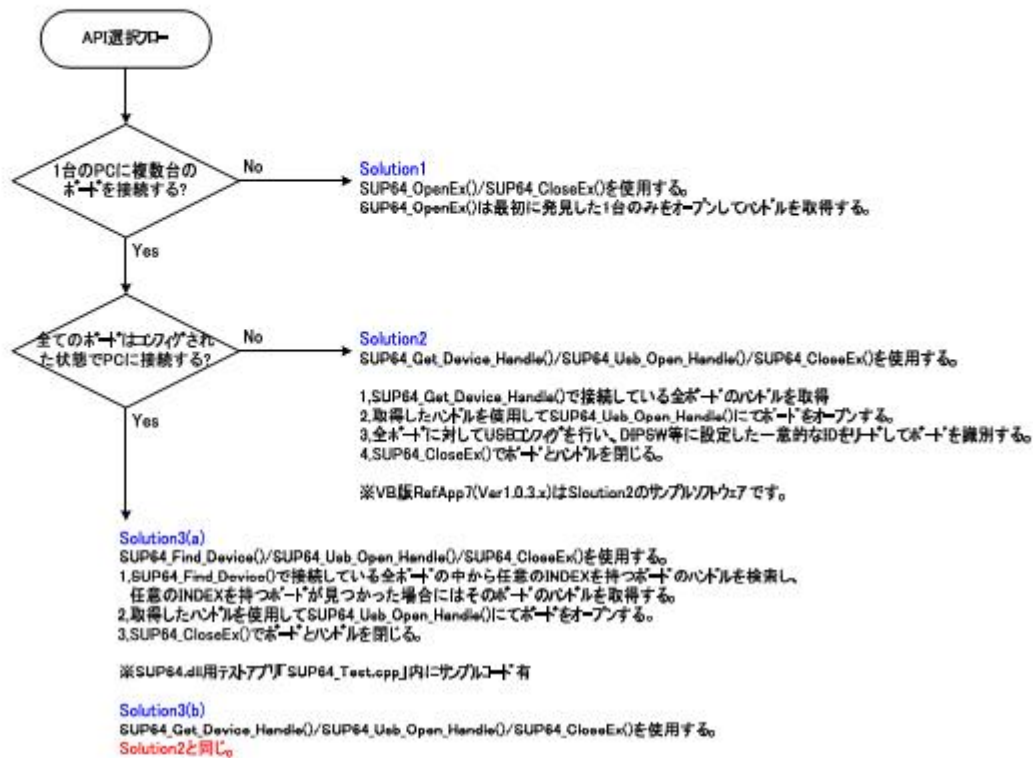 API選択フロー
1台のPCに複数台の
ボードを接続する?
No
Yes
Solution1
SUP64_OpenEx()/SUP64_CloseEx()を使用する。
SUP64_OpenEx()は最初に発見した1台のみをオープンしてハンドルを取得する。
全てのボードはコンフィグされ
た状態でPCに接続する?
No
Yes
Solution2
SUP64_Get_Device_Handle()/SUP64_Usb_Open_Handle()/SUP64_CloseEx()を使用する。
1,SUP64_Get_Device_Handle()で接続している全ボードのハンドルを取得
2,取得したハンドルを使用してSUP64_Usb_Open_Handle()にてボードをオープンする。
3,全ボードに対してUSBコンフィグを行い、DIPSW等に設定した一意的なIDをリードしてボードを識別する。
4,SUP64_CloseEx()でボードとハンドルを閉じる。
※VB版RefApp7(Ver1.0.3.x)はSloution2のサンプルソフトウェアです。
Solution3(a)
SUP64_Find_Device()/SUP64_Usb_Open_Handle()/SUP64_CloseEx()を使用する。
1,SUP64_Find_Device()で接続している全ボードの中から任意のINDEXを持つボードのハンドルを検索し、
任意のINDEXを持つボードが見つかった場合にはそのボードのハンドルを取得する。
2,取得したハンドルを使用してSUP64_Usb_Open_Handle()にてボードをオープンする。
3,SUP64_CloseEx()でボードとハンドルを閉じる。
※SUP64.dll用テストアプリ「SUP64_Test.cpp」内にサンプルコード有
Solution3(b)
SUP64_Get_Device_Handle()/SUP64_Usb_Open_Handle()/SUP64_CloseEx()を使用する。
Solution2と同じ。